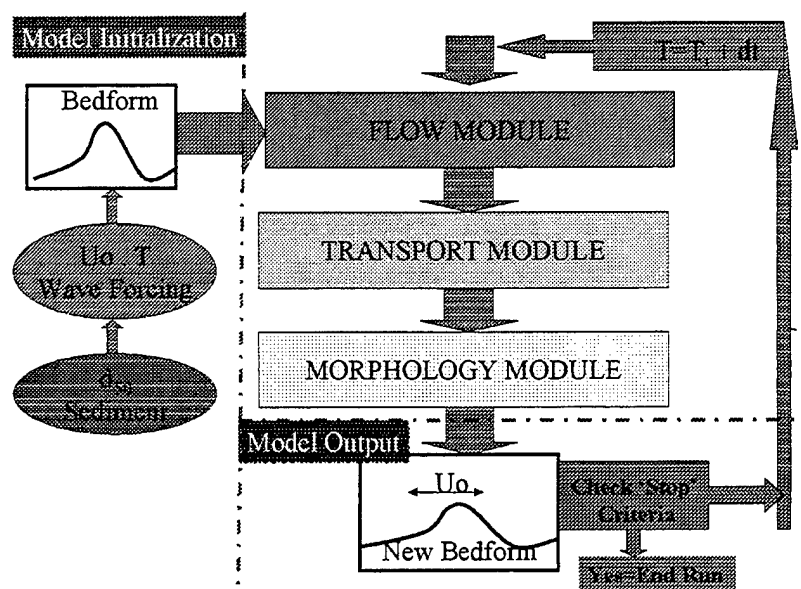 Model Initialization
T=T, + dt
Bedform
FLOW MODULE
Uo T
Wave Forcing
TRANSPORT MODULE
d50
Sediment
MORPHOLOGY MODULE
Model Output
Uo
New Bedform
Check 'Stop'
Criteria
Yes=End Run